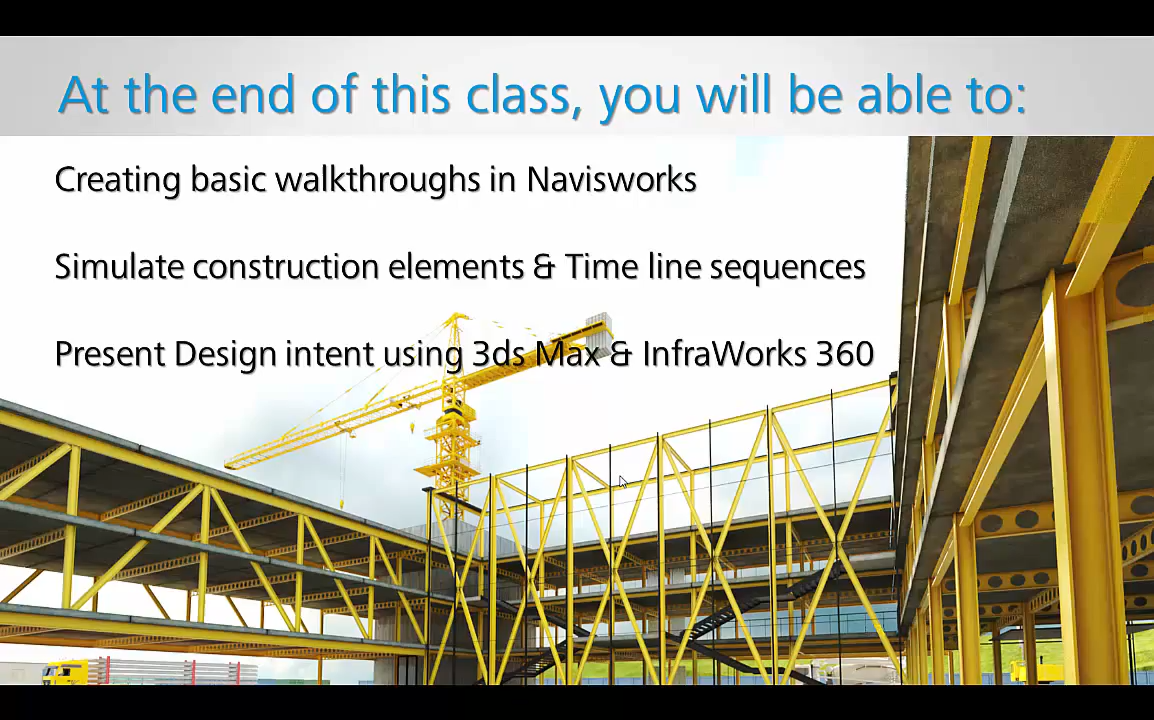 At the end of this class, you will be able to:
Creating basic walkthroughs in Navisworks
Simulate construction elements & Time line sequences
Present Design intent using 3ds Max & InfraWorks 360